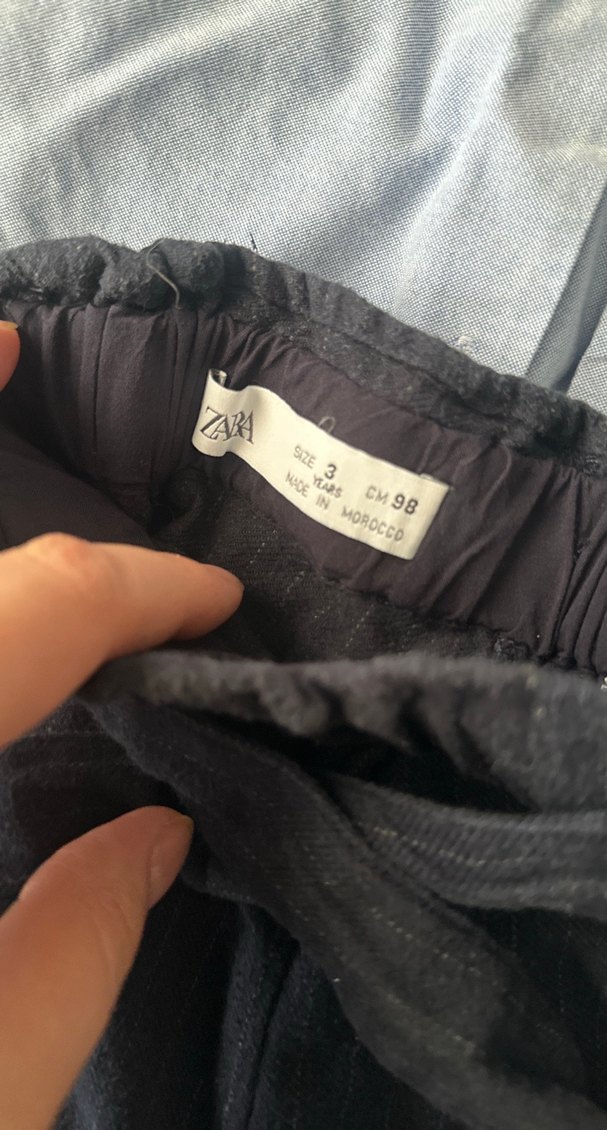 ZARA
SIZE 3 CM 98
YEARS
MADE IN MOROCCO